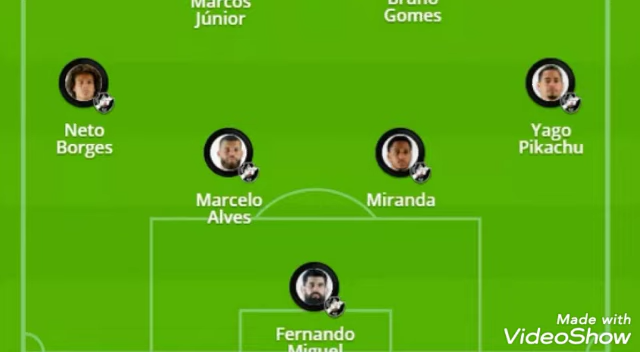 Marcos
Júnior
Bruno
Gomes
Neto
Borges
Yago
Pikachu
Marcelo
Alves
Miranda
Fernando
Miguel
Made with
VideoShow